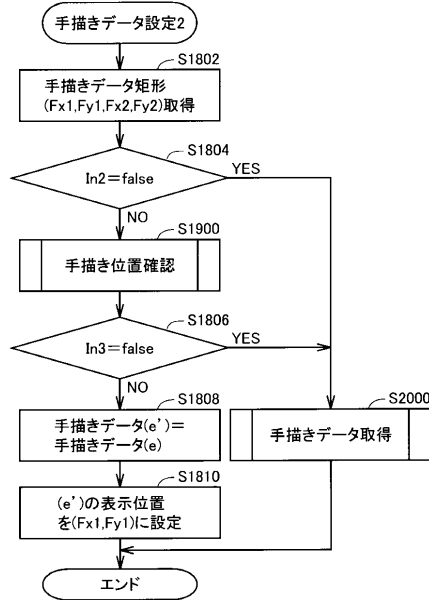 手描きデータ設定2
S1802
手描きデータ矩形
(Fx1,Fy1,Fx2,Fy2)取得
S1804
In2=false
YES
NO
S1900
手描き位置確認
S1806
In3=false
YES
NO
S1808
手描きデータ(e')=
手描きデータ(e)
S2000
手描きデータ取得
S1810
(e')の表示位置
を(Fx1,Fy1)に設定
エンド